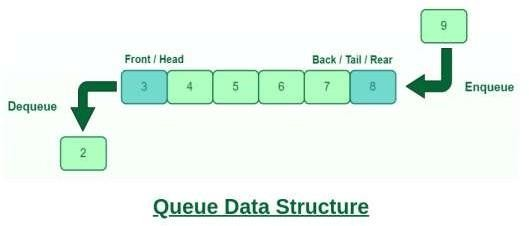 9
Front / Head
Back / Tail / Rear
3 4 5 6 7 8
Enqueue
Dequeue
2
Queue Data Structure